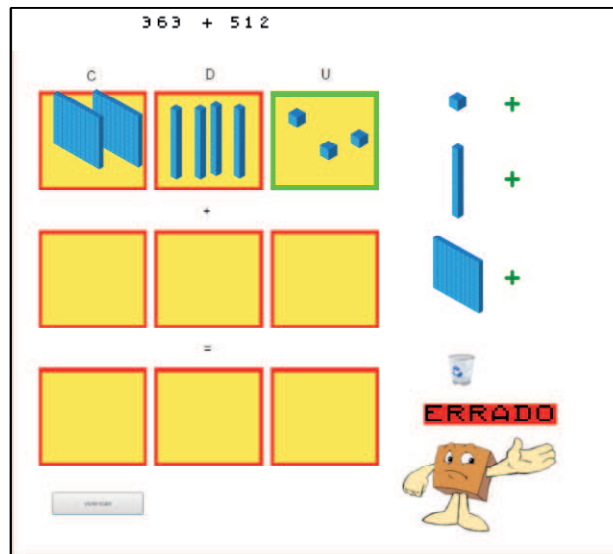 363 + 512
C D U
+
+
+
+
=
ERRADO